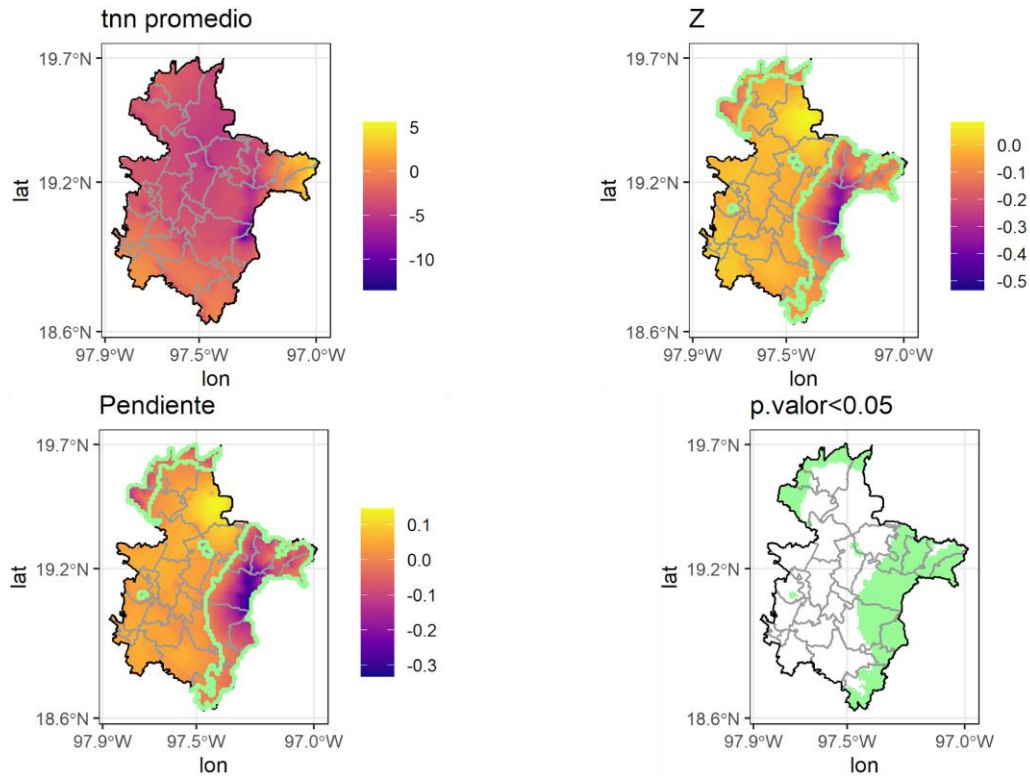 tnn promedio
19.7°N
19.2°N
18.6°N
lat
97.9°W 97.5°W 97.0°W
lon
5
0
-5
-10
Z
19.7°N
19.2°N
18.6°N
lat
97.9°W 97.5°W 97.0°W
lon
0.0
-0.1
-0.2
-0.3
-0.4
-0.5
Pendiente
19.7°N
19.2°N
18.6°N
lat
97.9°W 97.5°W 97.0°W
lon
0.1
0.0
-0.1
-0.2
-0.3
p.valor<0.05
19.7°N
19.2°N
18.6°N
lat
97.9°W 97.5°W 97.0°W
lon